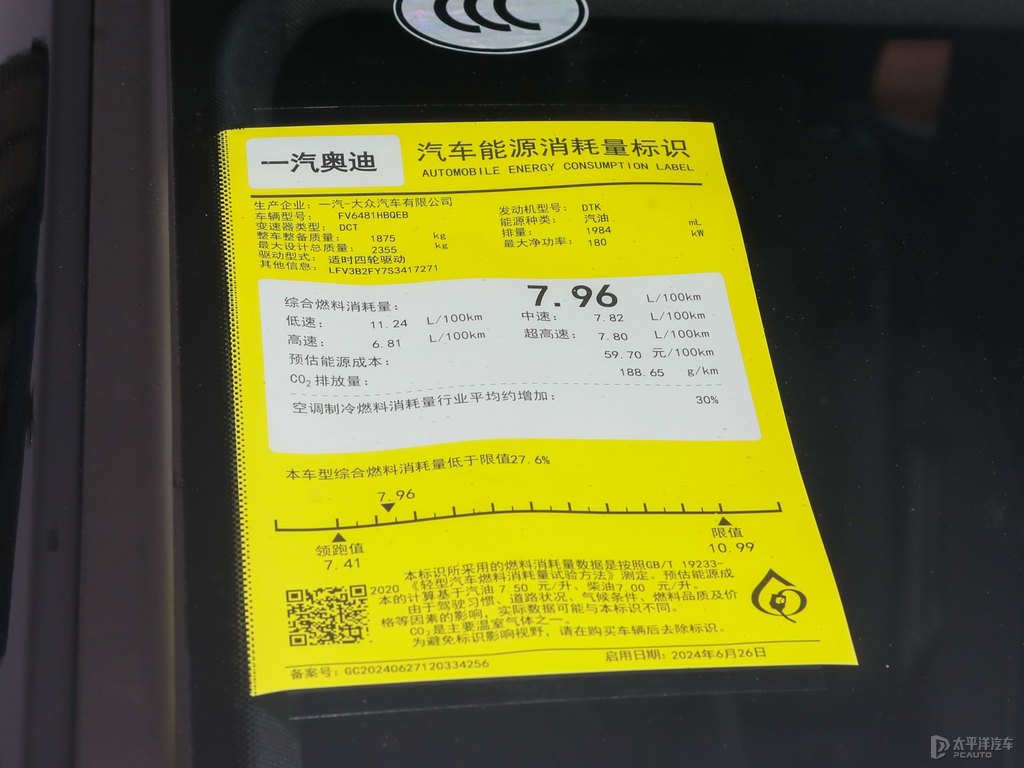 CCC
一汽奥迪
汽车能源消耗量标识
AUTOMOBILE ENERGY CONSUMPTION LABEL
生产企业：一汽-大众汽车有限公司
车辆型号： FV6481HBQEB
发动机型号： DTK
变速器类型： DCT
能源种类： 汽油
整车整备质量： 1875 kg
排量： 1984 mL
最大设计总质量： 2355 kg
最大净功率： 180 kW
驱动型式： 适时四轮驱动
其他信息： LFV3B2FY7S3417271
综合燃料消耗量： 7.96 L/100km
低速： 11.24 L/100km 中速： 7.82 L/100km
高速： 6.81 L/100km 超高速： 7.80 L/100km
预估能源成本： 59.70 元/100km
CO2排放量： 188.65 g/km
空调制冷燃料消耗量行业平均约增加： 30%
本车型综合燃料消耗量低于限值27.6%
7.96
领跑值
7.41
限值
10.99
本标识所采用的燃料消耗量数据是按照GB/T 19233-
2020《轻型汽车燃料消耗量试验方法》测定。预估能源成
本的计算基于汽油 7.50 元/升，柴油7.00 元/升。
由于驾驶习惯、道路状况、气候条件、燃料品质及价
格等因素的影响，实际数据可能与本标识不同。
CO2是主要温室气体之一。
为避免标识影响视野，请在购买车辆后去除标识。
备案号：GC20240627120334256
启用日期：2024年6月26日
太平洋汽车
PCAUTO